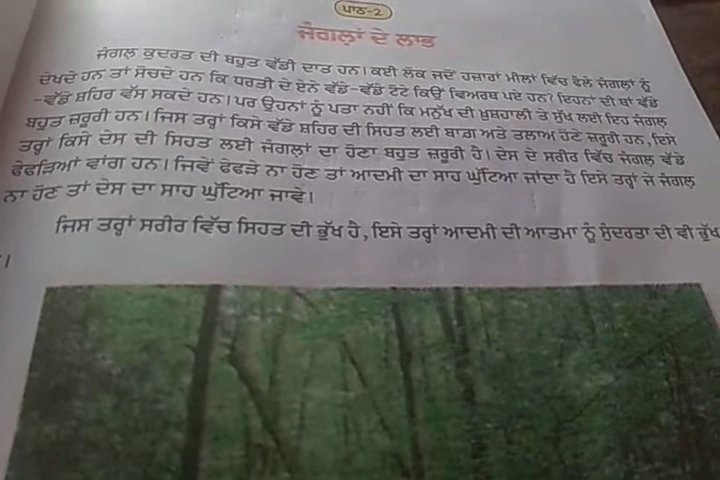 ਪਾਠ-2
ਜੰਗਲਾਂ ਦੇ ਲਾਭ
ਜੰਗਲ ਕੁਦਰਤ ਦੀ ਬਹੁਤ ਵੱਡੀ ਦਾਤ ਹਨ। ਕਈ ਲੋਕ ਜਦੋਂ ਹਜ਼ਾਰਾਂ ਮੀਲਾਂ ਵਿੱਚ ਫੈਲੇ ਜੰਗਲਾਂ ਨੂੰ
ਦੇਖਦੇ ਹਨ ਤਾਂ ਸੋਚਦੇ ਹਨ ਕਿ ਧਰਤੀ ਦੇ ਏਨੇ ਵੱਡੇ-ਵੱਡੇ ਟੋਟੇ ਕਿਉਂ ਵਿਅਰਥ ਪਏ ਹਨ? ਇਹਨਾਂ ਦੀ ਥਾਂ ਵੱਡੇ
-ਵੱਡੇ ਸ਼ਹਿਰ ਵੱਸ ਸਕਦੇ ਹਨ। ਪਰ ਉਹਨਾਂ ਨੂੰ ਪਤਾ ਨਹੀਂ ਕਿ ਮਨੁੱਖ ਦੀ ਖ਼ੁਸ਼ਹਾਲੀ ਤੇ ਸੁੱਖ ਲਈ ਇਹ ਜੰਗਲ
ਬਹੁਤ ਜ਼ਰੂਰੀ ਹਨ। ਜਿਸ ਤਰ੍ਹਾਂ ਕਿਸੇ ਵੱਡੇ ਸ਼ਹਿਰ ਦੀ ਸਿਹਤ ਲਈ ਬਾਗ਼ ਅਤੇ ਤਲਾਅ ਹੋਣੇ ਜ਼ਰੂਰੀ ਹਨ, ਇਸੇ
ਤਰ੍ਹਾਂ ਕਿਸੇ ਦੇਸ ਦੀ ਸਿਹਤ ਲਈ ਜੰਗਲਾਂ ਦਾ ਹੋਣਾ ਬਹੁਤ ਜ਼ਰੂਰੀ ਹੈ। ਦੇਸ ਦੇ ਸਰੀਰ ਵਿੱਚ ਜੰਗਲ ਵੱਡੇ
ਫੇਫੜਿਆਂ ਵਾਂਗ ਹਨ। ਜਿਵੇਂ ਫੇਫੜੇ ਨਾ ਹੋਣ ਤਾਂ ਆਦਮੀ ਦਾ ਸਾਹ ਘੁੱਟਿਆ ਜਾਂਦਾ ਹੈ ਇਸੇ ਤਰ੍ਹਾਂ ਜੇ ਜੰਗਲ
ਨਾ ਹੋਣ ਤਾਂ ਦੇਸ ਦਾ ਸਾਹ ਘੁੱਟਿਆ ਜਾਵੇ।
ਜਿਸ ਤਰ੍ਹਾਂ ਸਰੀਰ ਵਿੱਚ ਸਿਹਤ ਦੀ ਭੁੱਖ ਹੈ, ਇਸੇ ਤਰ੍ਹਾਂ ਆਦਮੀ ਦੀ ਆਤਮਾ ਨੂੰ ਸੁੰਦਰਤਾ ਦੀ ਵੀ ਭੁੱਖ